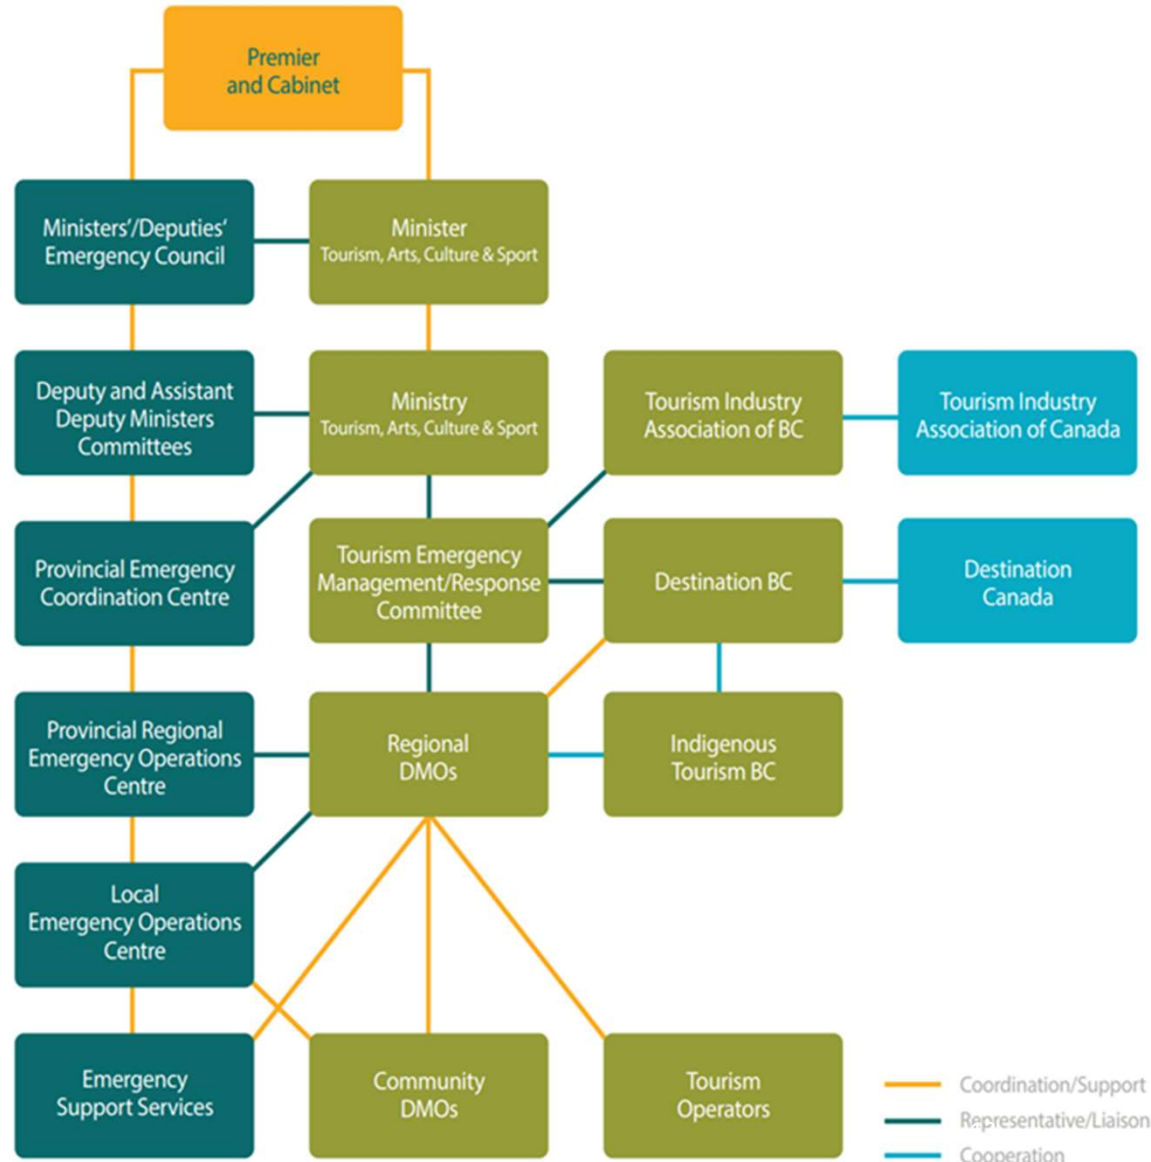 Premier
and Cabinet
Ministers'/Deputies'
Emergency Council
Minister
Tourism, Arts, Culture & Sport
Deputy and Assistant
Deputy Ministers
Committees
Ministry
Tourism, Arts, Culture & Sport
Tourism Industry
Association of BC
Tourism Industry
Association of Canada
Provincial Emergency
Coordination Centre
Tourism Emergency
Management/Response
Committee
Destination BC
Destination
Canada
Provincial Regional
Emergency Operations
Centre
Regional
DMOs
Indigenous
Tourism BC
Local
Emergency Operations
Centre
Emergency
Support Services
Community
DMOs
Tourism
Operators
Coordination/Support
Representative/Liaison
Cooperation